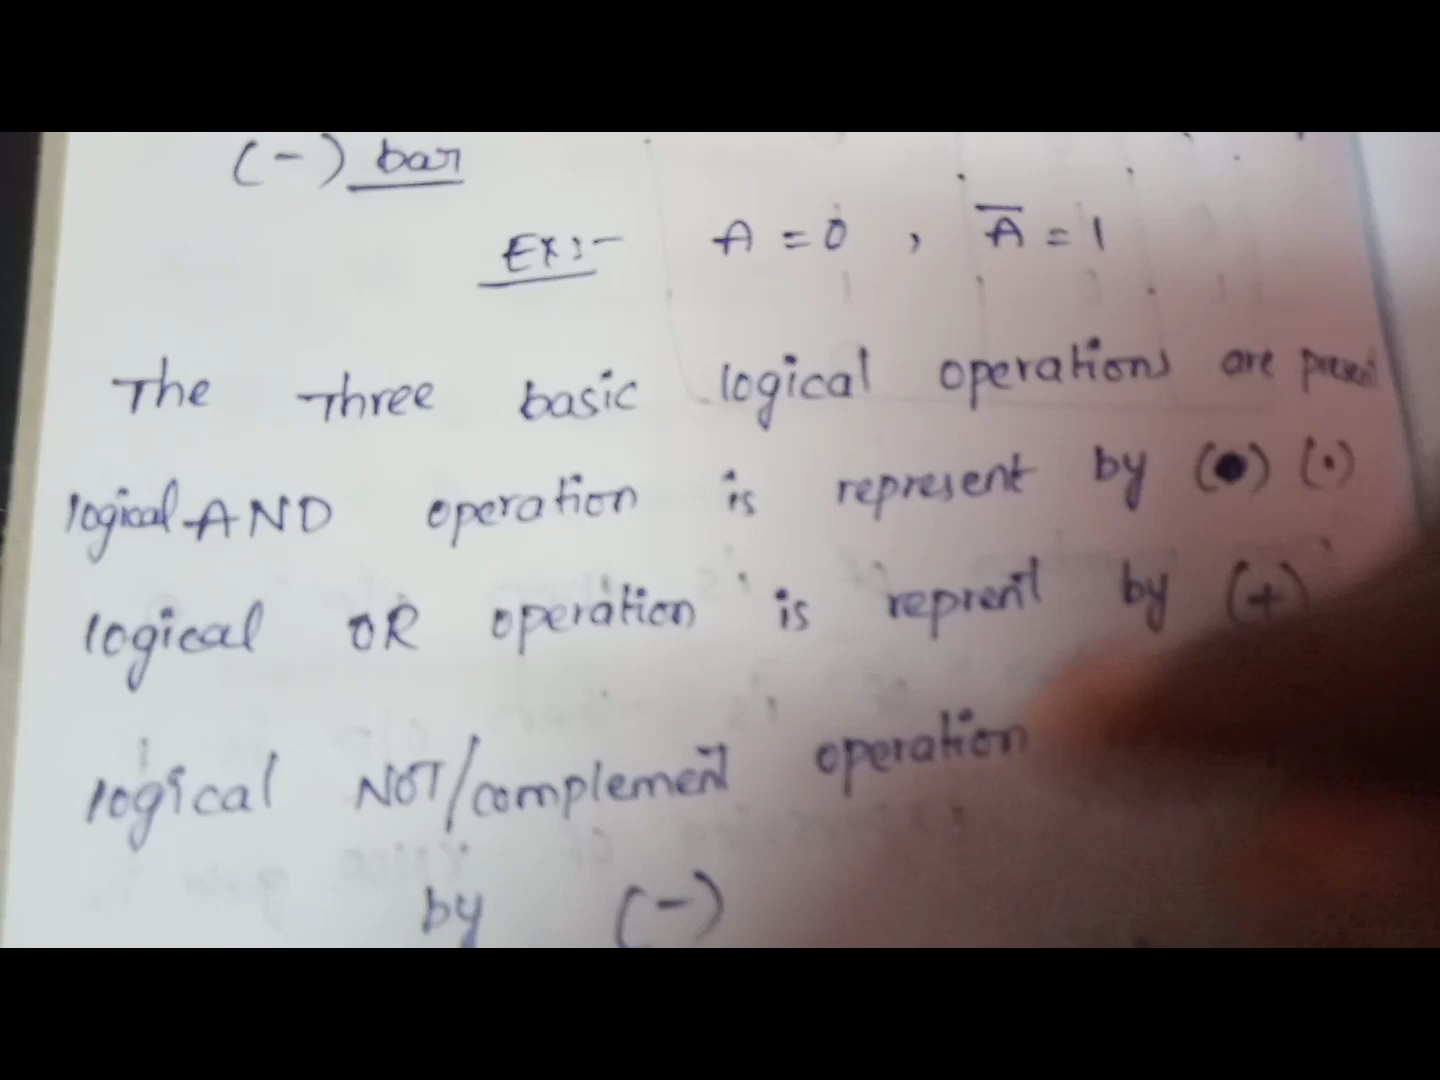 (-) bar
Ex:- A = 0 , A̅ = 1
The Three basic logical operations are present
logical AND operation is represent by (●) (·)
logical OR operation is reprent by (+)
logical NOT/complement operation
by (-)